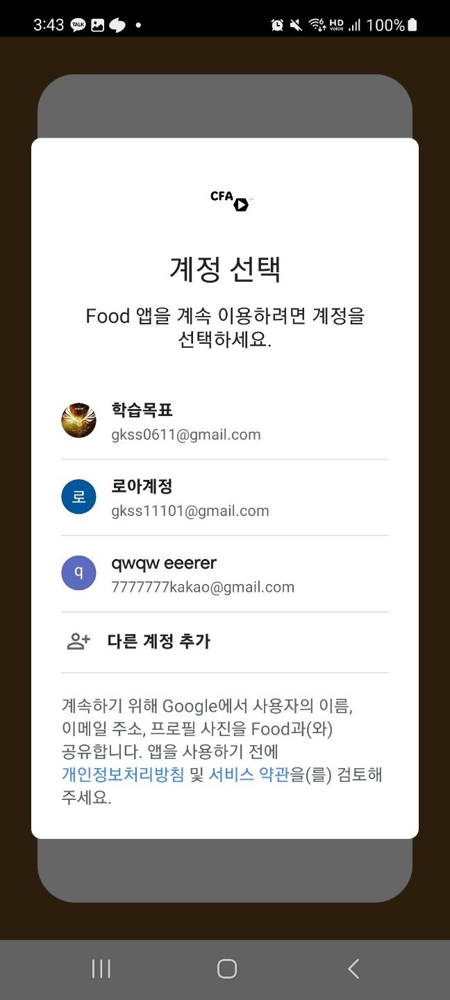 3:43 TALK HD voice 100%
CFA
계정 선택
Food 앱을 계속 이용하려면 계정을
선택하세요.
학습목표
gkss0611@gmail.com
로 로아계정
gkss11101@gmail.com
q qwqw eeerer
7777777kakao@gmail.com
다른 계정 추가
계속하기 위해 Google에서 사용자의 이름,
이메일 주소, 프로필 사진을 Food과(와)
공유합니다. 앱을 사용하기 전에
개인정보처리방침 및 서비스 약관을(를) 검토해
주세요.